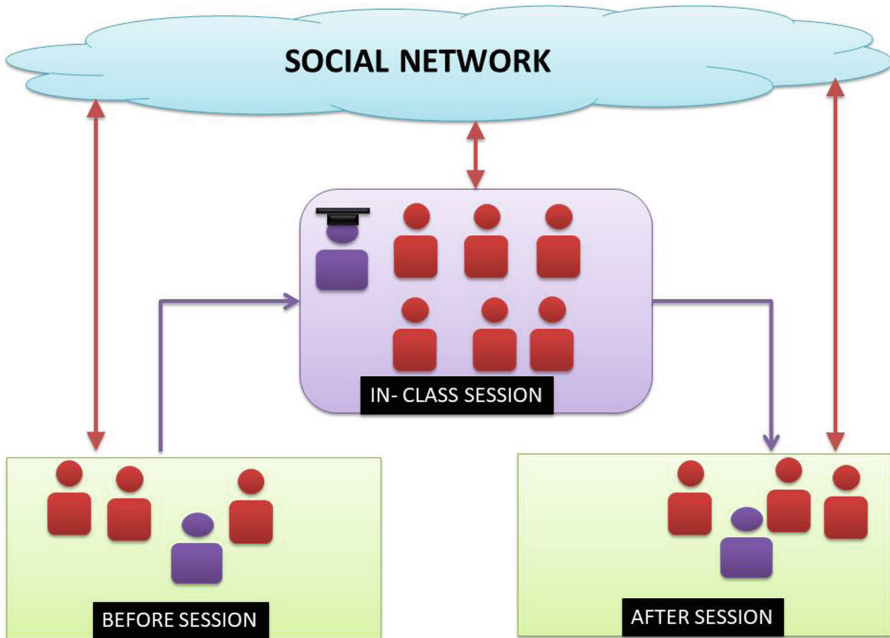 SOCIAL NETWORK
IN- CLASS SESSION
BEFORE SESSION
AFTER SESSION